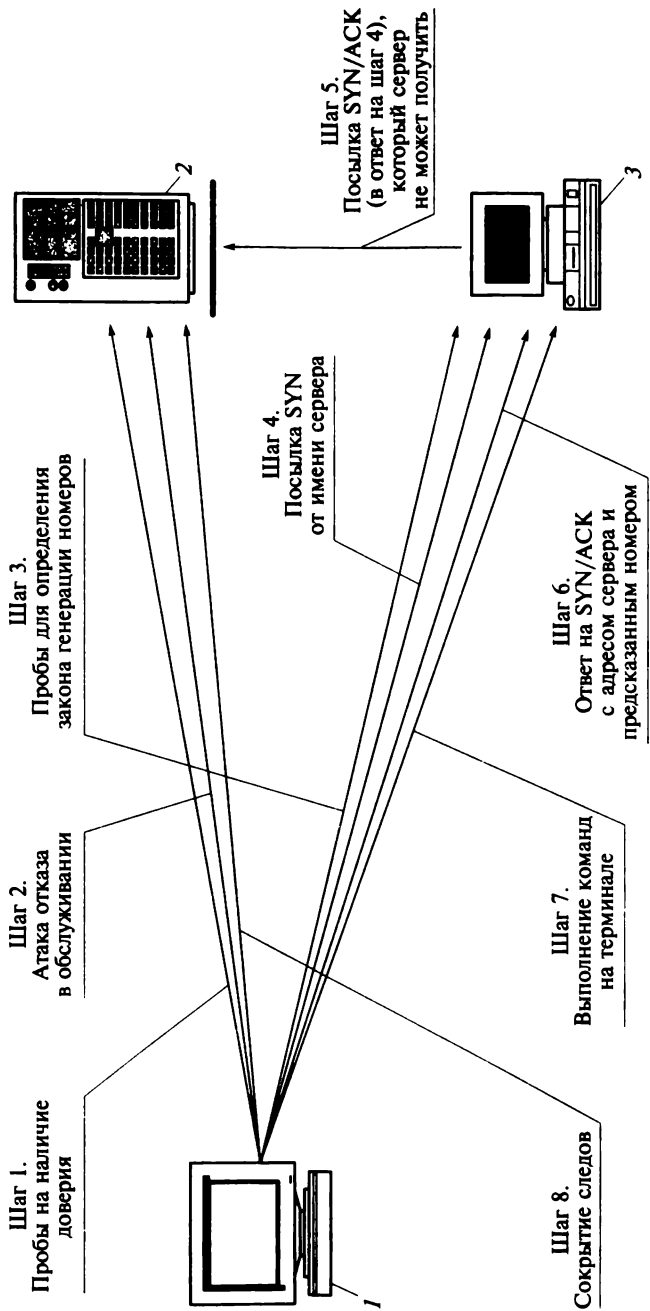 Шаг 1.
Пробы на наличие
доверия
Шаг 2.
Атака отказа
в обслуживании
Шаг 3.
Пробы для определения
закона генерации номеров
Шаг 4.
Посылка SYN
от имени сервера
Шаг 5.
Посылка SYN/ACK
(в ответ на шаг 4),
который сервер
не может получить
Шаг 6.
Ответ на SYN/ACK
с адресом сервера и
предсказанным номером
Шаг 7.
Выполнение команд
на терминале
Шаг 8.
Сокрытие следов
1
2
3